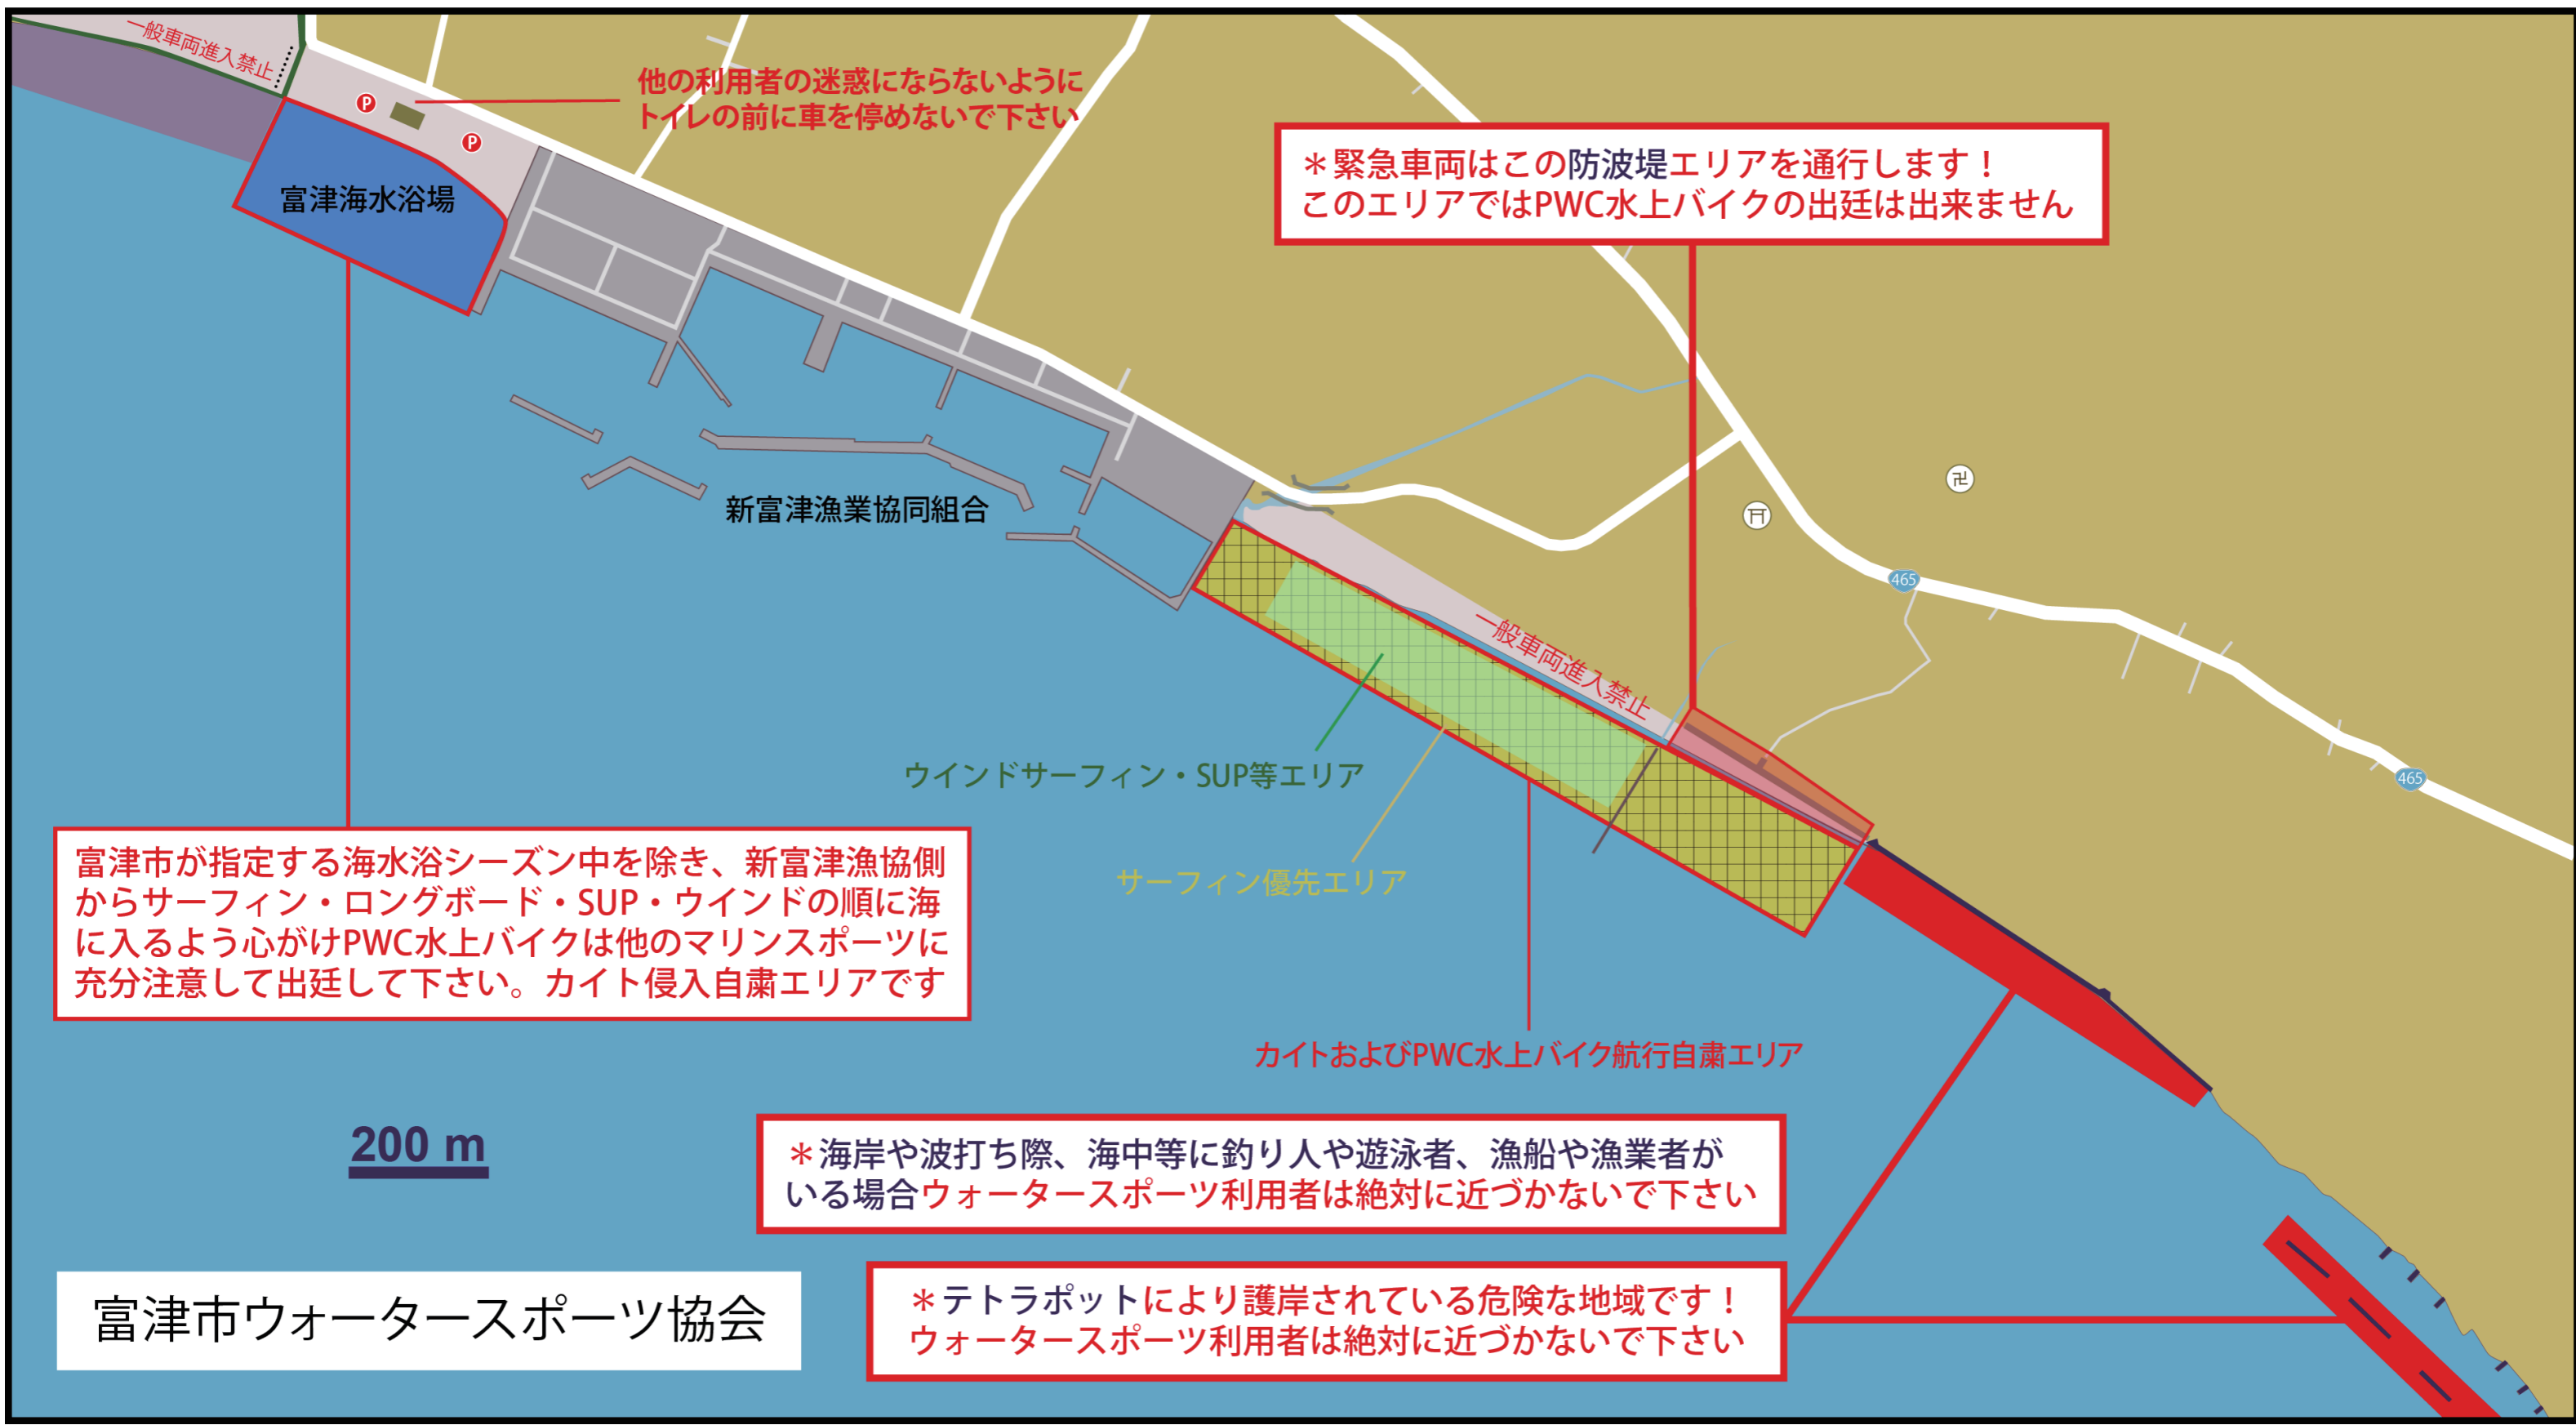 一般車両進入禁止
P
P
他の利用者の迷惑にならないように
トイレの前に車を停めないで下さい
*緊急車両はこの防波堤エリアを通行します！
このエリアではPWC水上バイクの出廷は出来ません
富津海水浴場
新富津漁業協同組合
卍
465
一般車両進入禁止
465
ウインドサーフィン・SUP等エリア
サーフィン優先エリア
富津市が指定する海水浴シーズン中を除き、新富津漁協側
からサーフィン・ロングボード・SUP・ウインドの順に海
に入るよう心がけPWC水上バイクは他のマリンスポーツに
充分注意して出廷して下さい。カイト侵入自粛エリアです
カイトおよびPWC水上バイク航行自粛エリア
200 m
*海岸や波打ち際、海中等に釣り人や遊泳者、漁船や漁業者が
いる場合ウォータースポーツ利用者は絶対に近づかないで下さい
*テトラポットにより護岸されている危険な地域です！
ウォータースポーツ利用者は絶対に近づかないで下さい
富津市ウォータースポーツ協会